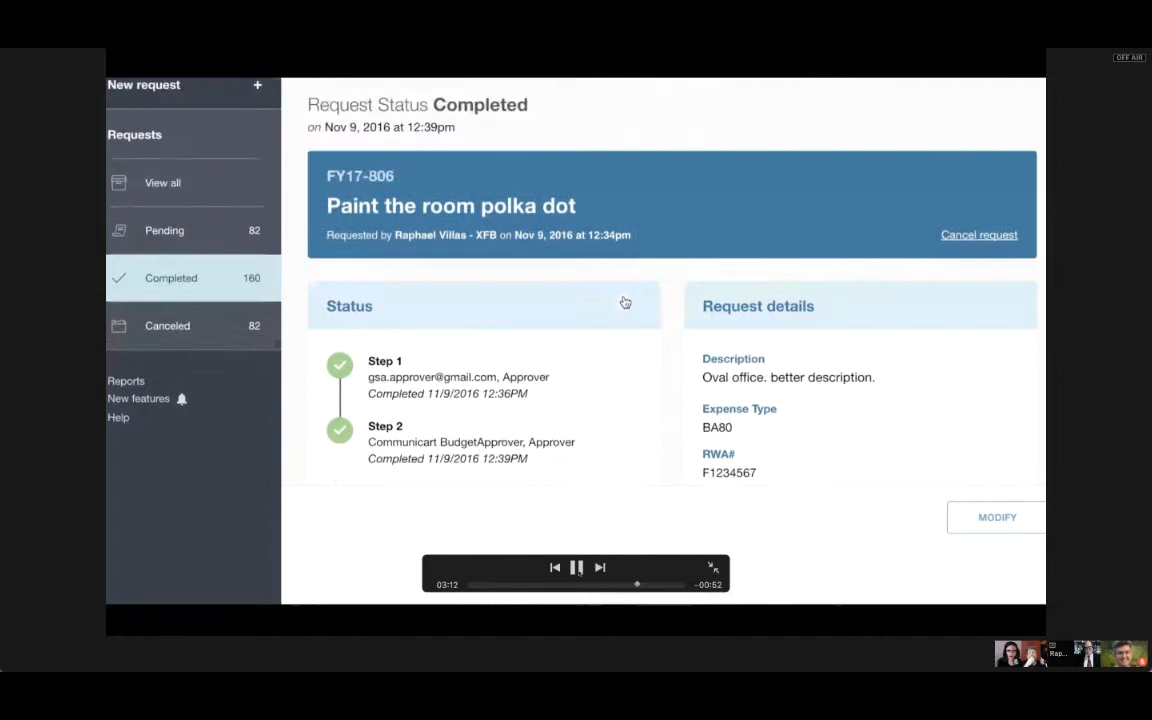 OFF AIR
New request +
Requests
View all
Pending 82
Completed 160
Canceled 82
Reports
New features
Help
Request Status Completed
on Nov 9, 2016 at 12:39pm
FY17-806
Paint the room polka dot
Requested by Raphael Villas - XFB on Nov 9, 2016 at 12:34pm
Cancel request
Status
Step 1
gsa.approver@gmail.com, Approver
Completed 11/9/2016 12:36PM
Step 2
Communicart BudgetApprover, Approver
Completed 11/9/2016 12:39PM
Request details
Description
Oval office. better description.
Expense Type
BA80
RWA#
F1234567
MODIFY
03:12
-00:52
Rap...